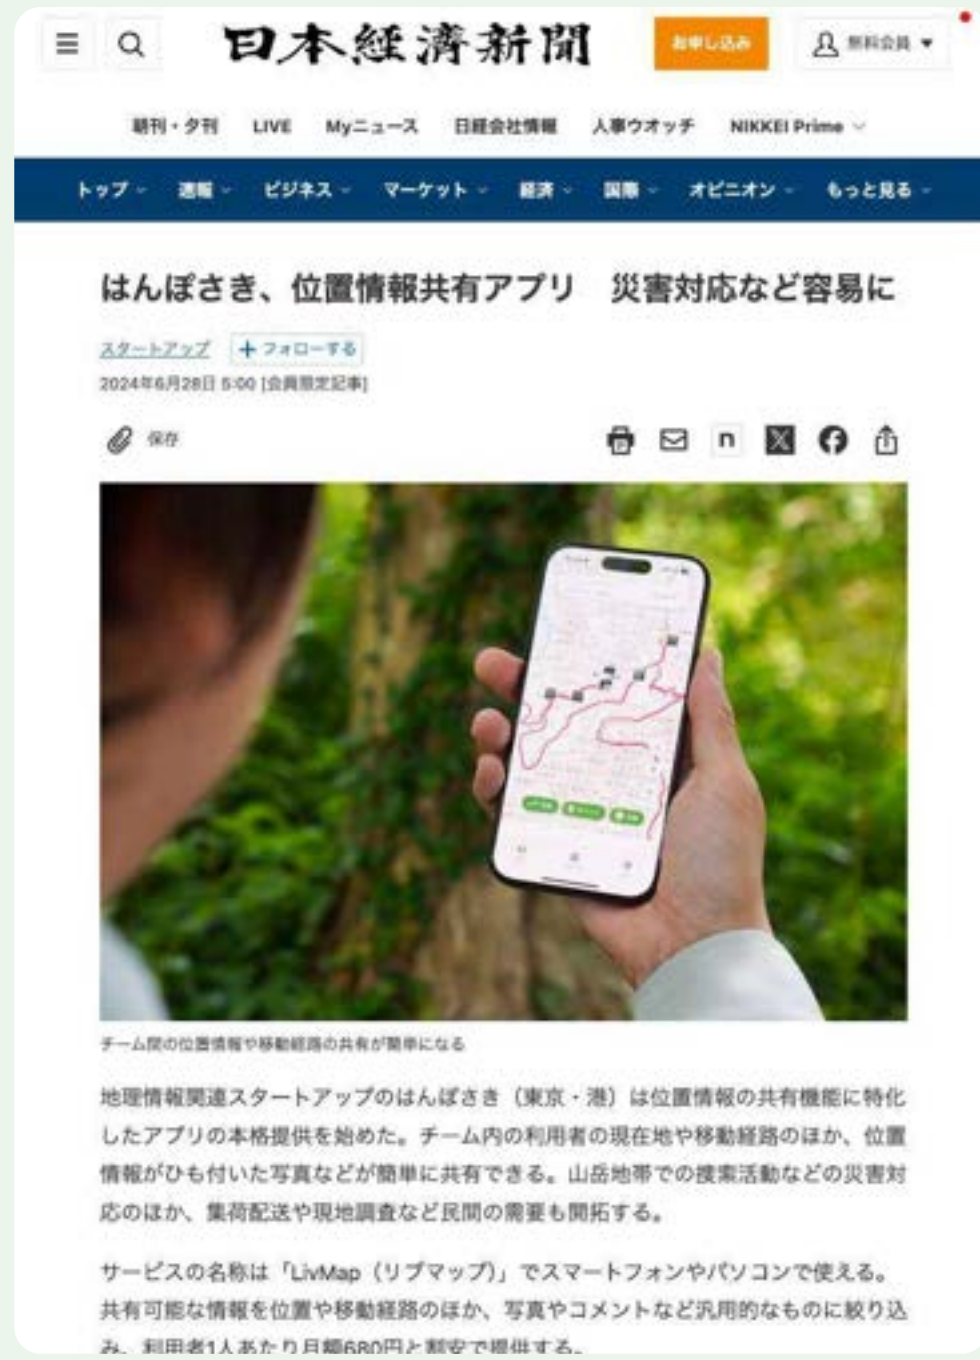 日本経済新聞
お申し込み
無料会員
朝刊・夕刊 LIVE Myニュース 日経会社情報 人事ウオッチ NIKKEI Prime
トップ 速報 ビジネス マーケット 経済 国際 オピニオン もっと見る
はんぽさき、位置情報共有アプリ 災害対応など容易に
スタートアップ +フォローする
2024年6月28日 5:00 [会員限定記事]
保存
チーム間の位置情報や移動経路の共有が簡単になる
地理情報関連スタートアップのはんぽさき（東京・港）は位置情報の共有機能に特化
したアプリの本格提供を始めた。チーム内の利用者の現在地や移動経路のほか、位置
情報がひも付いた写真などが簡単に共有できる。山岳地帯での捜索活動などの災害対
応のほか、集荷配送や現地調査など民間の需要も開拓する。
サービスの名称は「LivMap（リブマップ）」でスマートフォンやパソコンで使える。
共有可能な情報を位置や移動経路のほか、写真やコメントなど汎用的なものに絞り込
み、利用者1人あたり月額680円と割安で提供する。